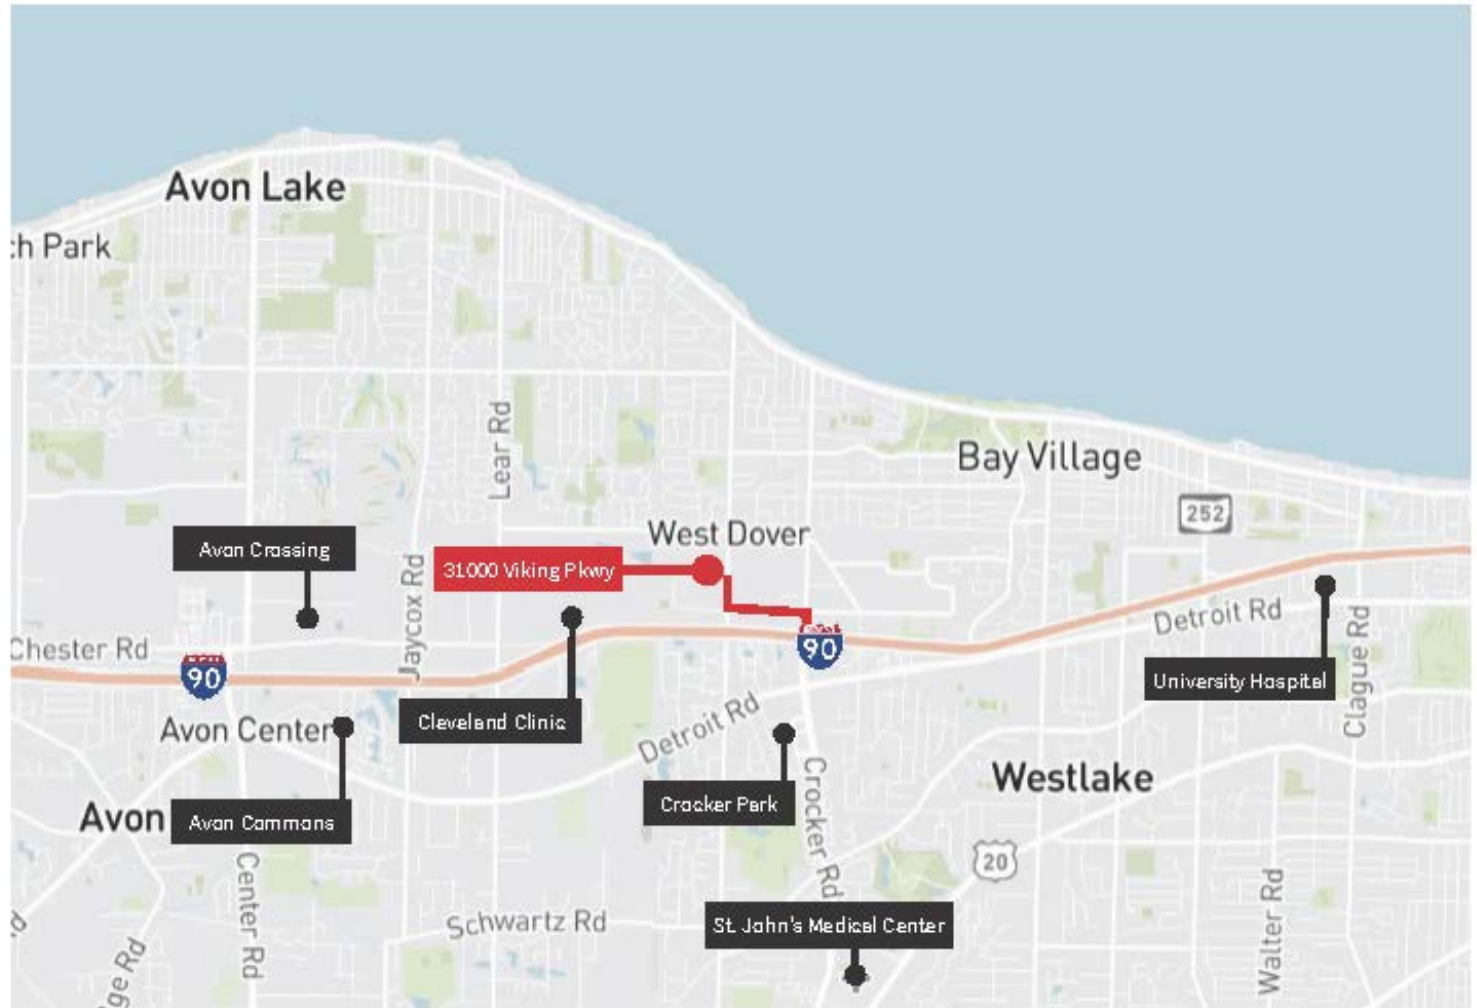 Avon Lake
ch Park
Lear Rd
Bay Village
252
West Dover
Avon Crossing
31000 Viking Pkwy
Jaycox Rd
Detroit Rd
Chester Rd
90
90
Clague Rd
University Hospital
Cleveland Clinic
Avon Center
Detroit Rd
Westlake
Crocker Park
Crocker Rd
Avon
Avon Commons
20
Center Rd
Schwartz Rd
St. John's Medical Center
Walter Rd
ge Rd